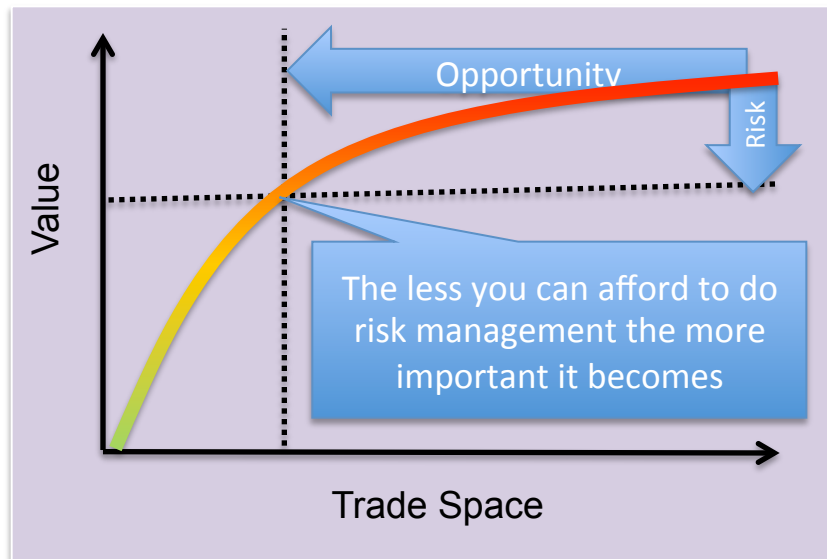 Opportunity
Risk
Value
The less you can afford to do
risk management the more
important it becomes
Trade Space